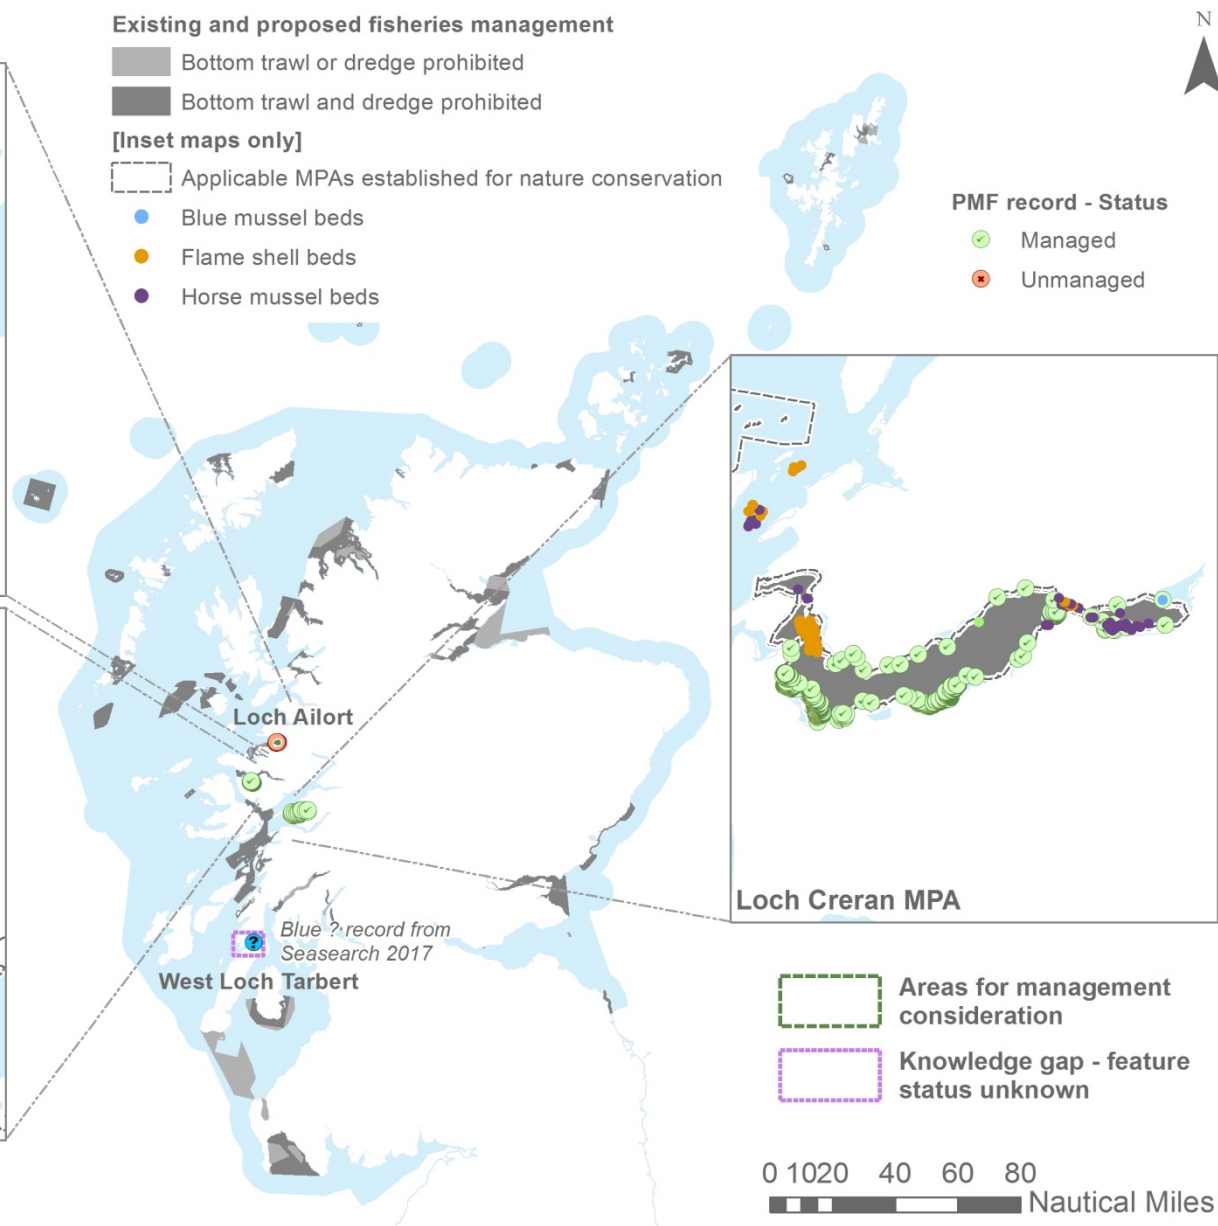 Existing and proposed fisheries management
Bottom trawl or dredge prohibited
Bottom trawl and dredge prohibited
[Inset maps only]
Applicable MPAs established for nature conservation
Blue mussel beds
Flame shell beds
Horse mussel beds
N
PMF record - Status
Managed
Unmanaged
Loch Ailort
?
Blue ? record from
Seasearch 2017
West Loch Tarbert
Loch Creran MPA
Areas for management
consideration
Knowledge gap - feature
status unknown
0 10 20 40 60 80
Nautical Miles